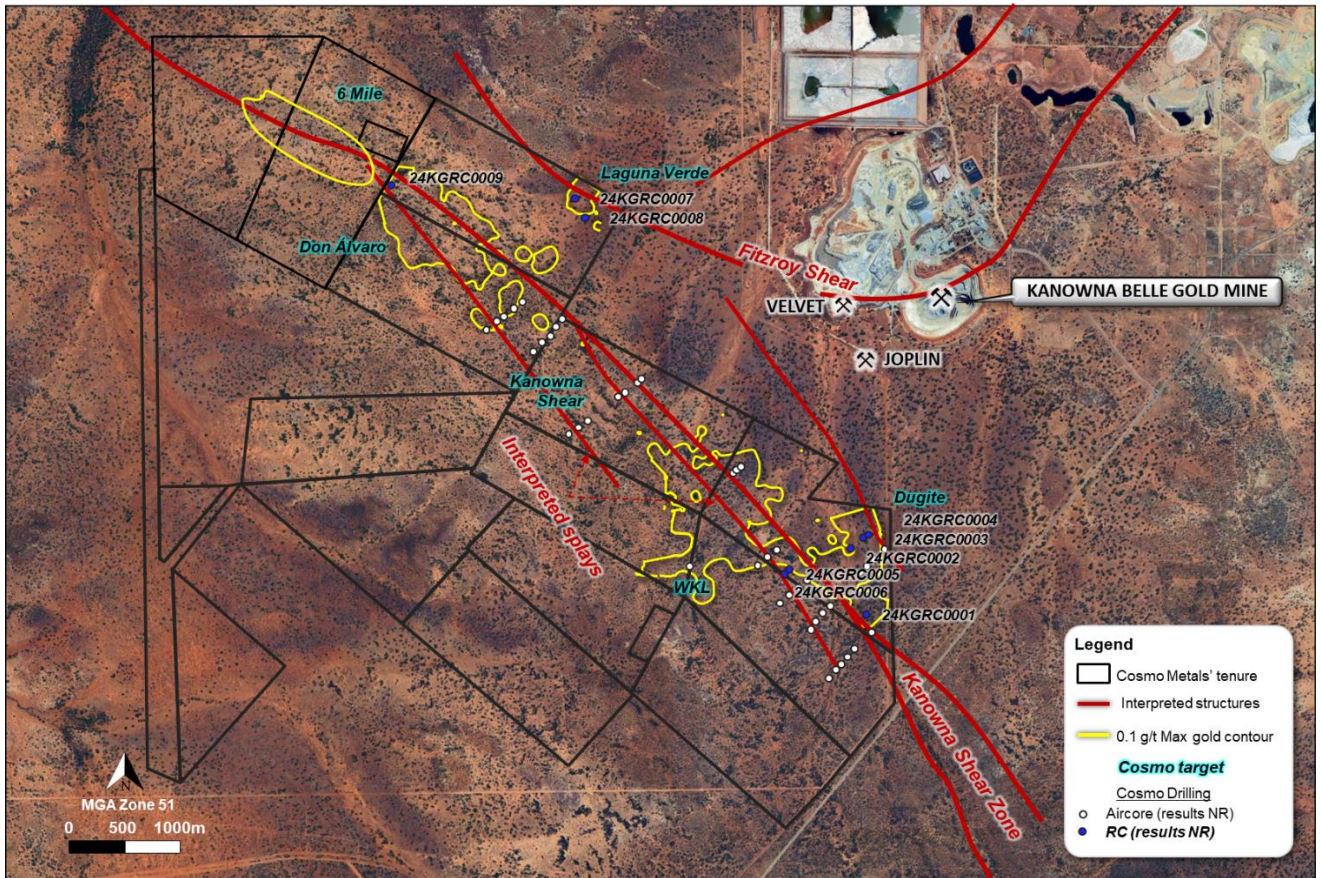 6 Mile
24KGRC0009
Laguna Verde
24KGRC0007
24KGRC0008
Don Álvaro
Fitzroy Shear
KANOWNA BELLE GOLD MINE
VELVET
JOPLIN
Kanowna
Shear
Interpreted splays
Dugite
24KGRC0004
24KGRC0003
24KGRC0002
24KGRC0005
WKL
24KGRC0006
24KGRC0001
Kanowna Shear Zone
Legend
Cosmo Metals' tenure
Interpreted structures
0.1 g/t Max gold contour
Cosmo target
Cosmo Drilling
Aircore (results NR)
RC (results NR)
N
MGA Zone 51
0 500 1000m